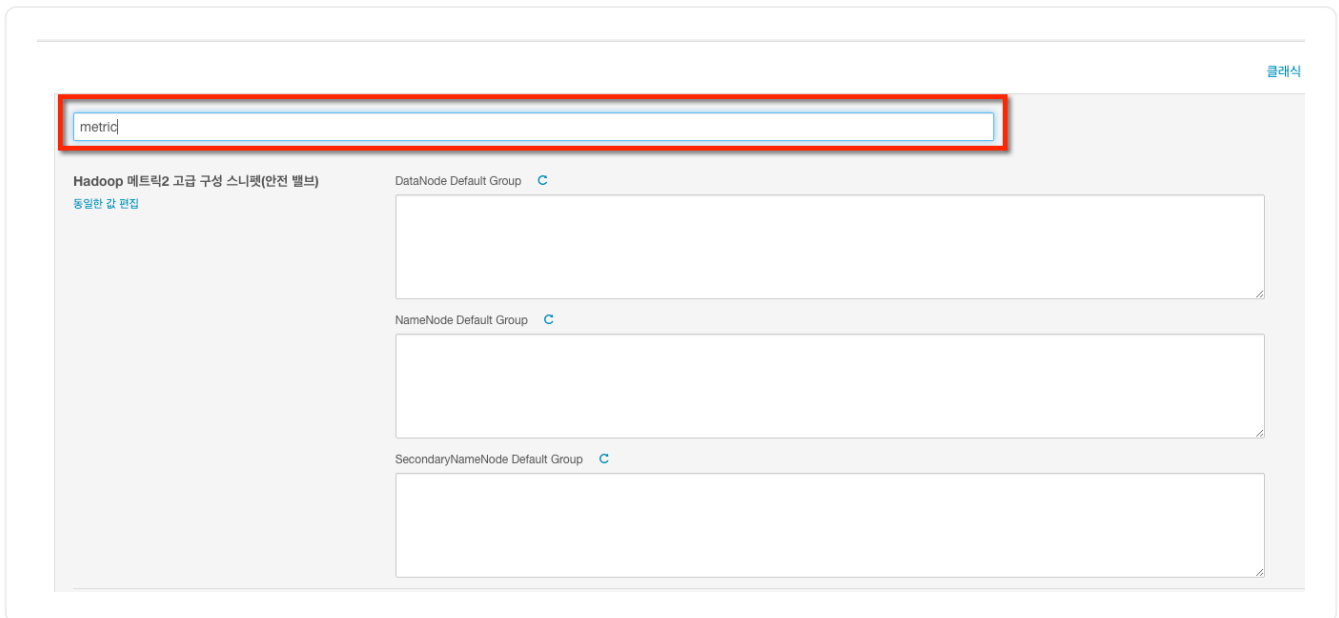 클래식
metric
Hadoop 메트릭2 고급 구성 스니펫(안전 밸브)
동일한 값 편집
DataNode Default Group
NameNode Default Group
SecondaryNameNode Default Group